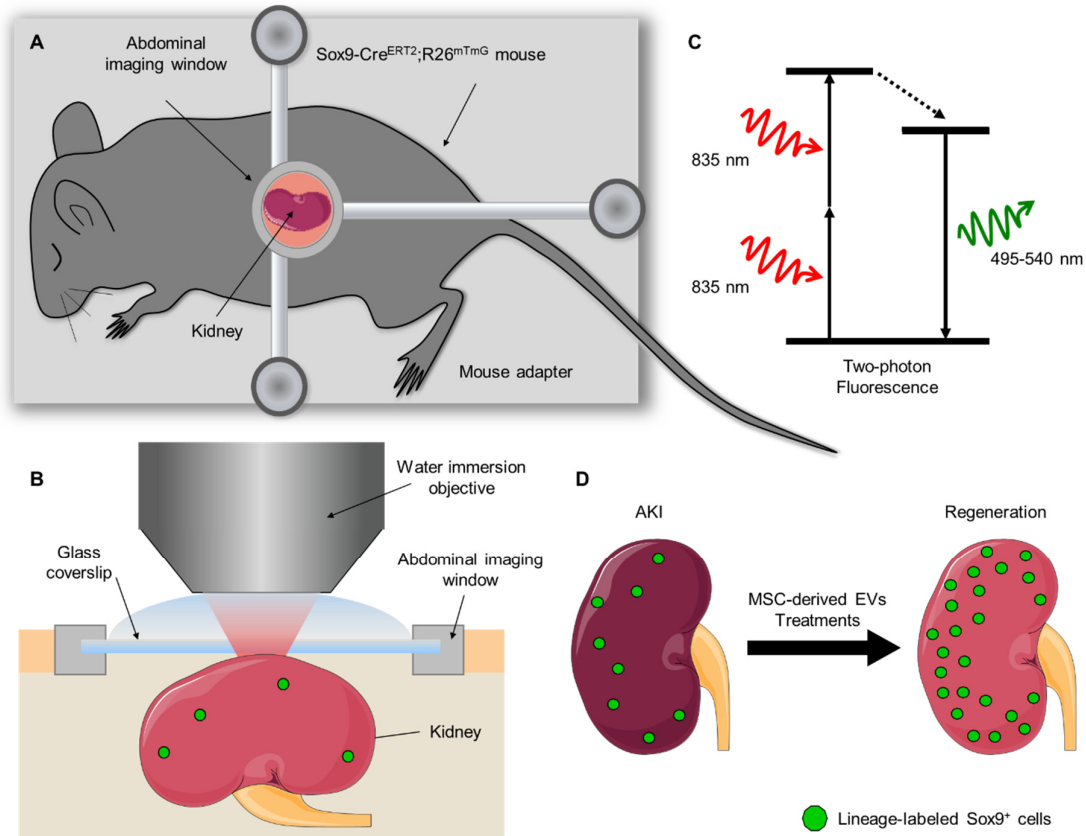 A
Abdominal
imaging window
Sox9-CreERT2;R26mTmG mouse
Kidney
Mouse adapter
C
835 nm
835 nm
495-540 nm
Two-photon
Fluorescence
B
Water immersion
objective
Glass
coverslip
Abdominal imaging
window
Kidney
D
AKI
Regeneration
MSC-derived EVs
Treatments
Lineage-labeled Sox9+ cells